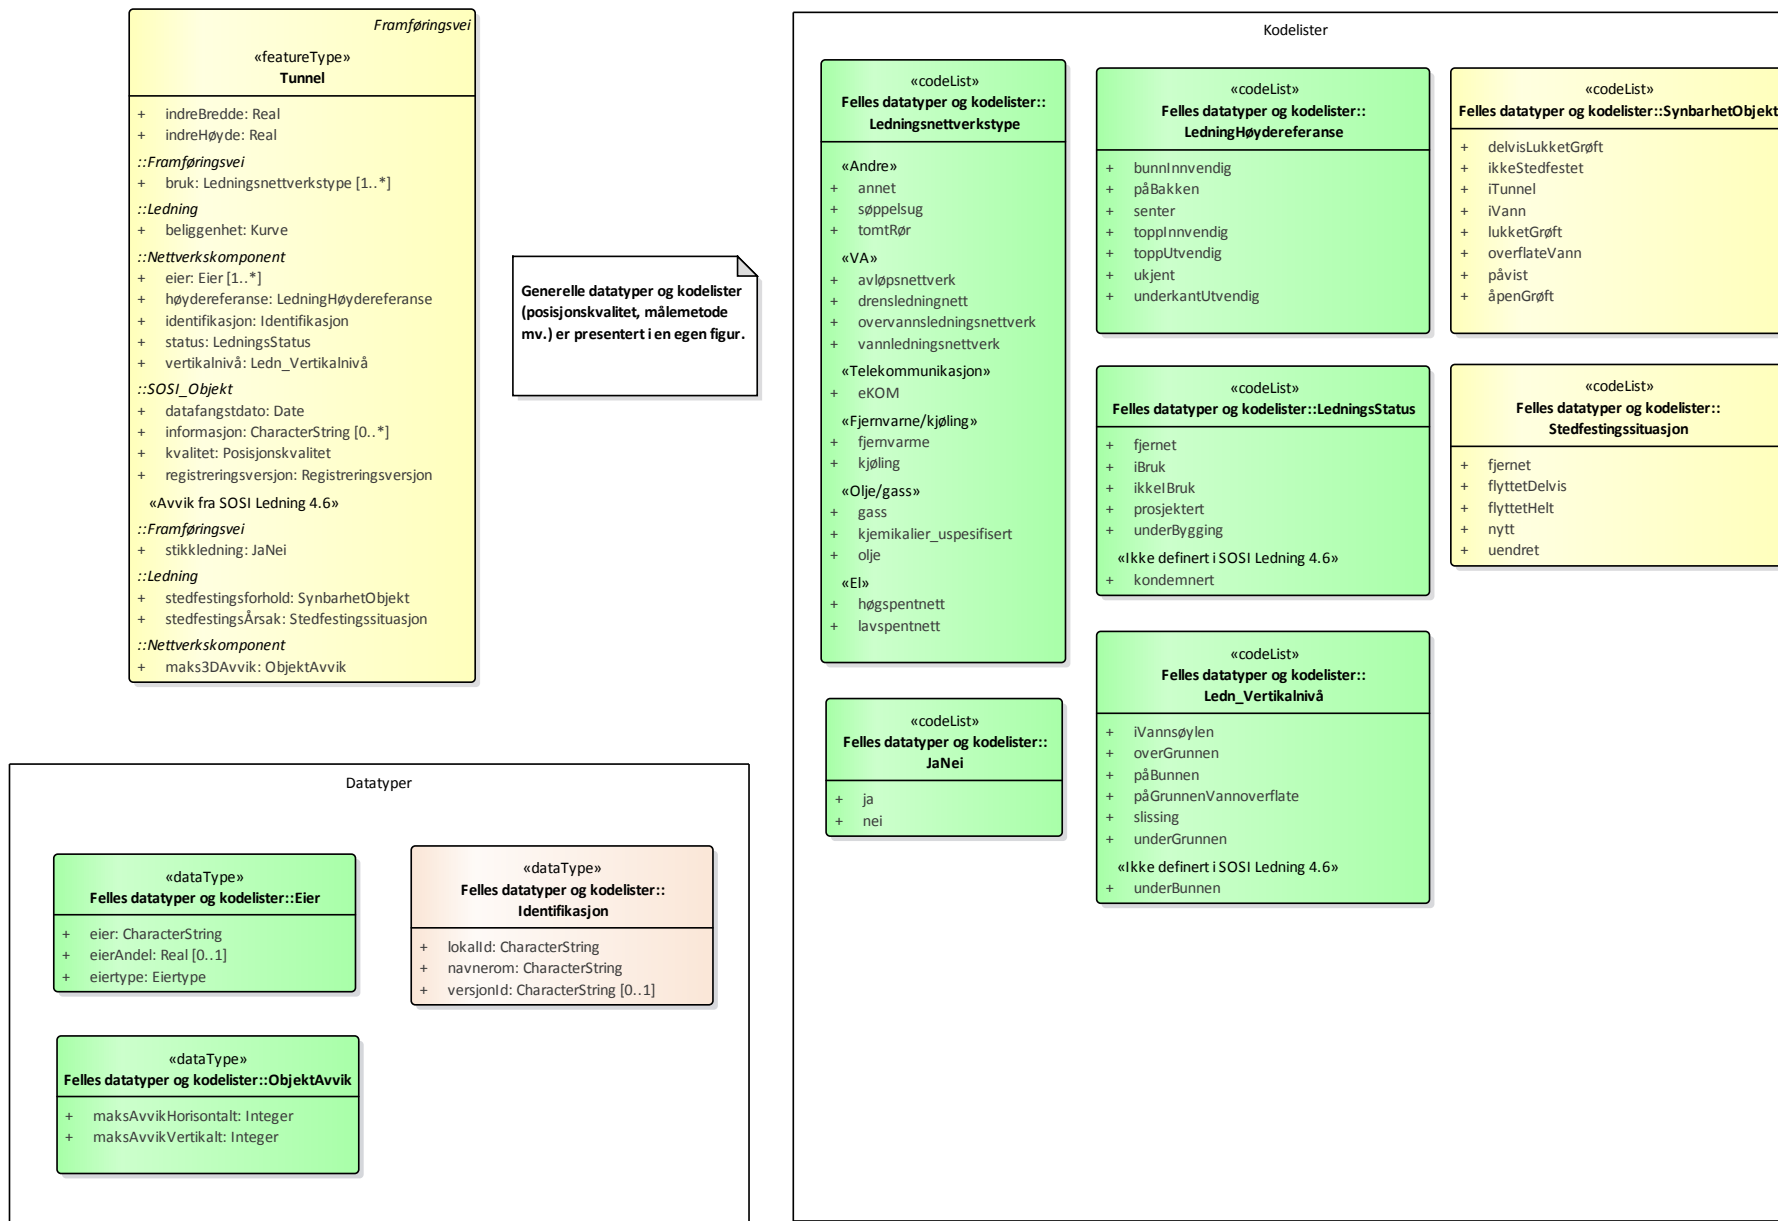 Framføringsvei
«featureType»
Tunnel
+ indreBredde: Real
+ indreHøyde: Real
::Framføringsvei
+ bruk: Ledningsnettverkstype [1..*]
::Ledning
+ beliggenhet: Kurve
::Nettverkskomponent
+ eier: Eier [1..*]
+ høydereferanse: LedningHøydereferanse
+ identifikasjon: Identifikasjon
+ status: LedningsStatus
+ vertikalnivå: Ledn_Vertikalnivå
::SOSI_Objekt
+ datafangstdato: Date
+ informasjon: CharacterString [0..*]
+ kvalitet: Posisjonskvalitet
+ registreringsversjon: Registreringsversjon
«Avvik fra SOSI Ledning 4.6»
::Framføringsvei
+ stikkledning: JaNei
::Ledning
+ stedfestingsforhold: SynbarhetObjekt
+ stedfestingsÅrsak: Stedfestingssituasjon
::Nettverkskomponent
+ maks3DAvvik: ObjektAvvik
Generelle datatyper og kodelister
(posisjonskvalitet, målemetode
mv.) er presentert i en egen figur.
Kodelister
«codeList»
Felles datatyper og kodelister::
Ledningsnettverkstype
«Andre»
+ annet
+ søppelsug
+ tomtRør
«VA»
+ avløpsnettverk
+ drensledningnett
+ overvannsledningsnettverk
+ vannledningsnettverk
«Telekommunikasjon»
+ eKOM
«Fjernvarne/kjøling»
+ fjernvarme
+ kjøling
«Olje/gass»
+ gass
+ kjemikalier_uspesifisert
+ olje
«El»
+ høgspentnett
+ lavspentnett
«codeList»
Felles datatyper og kodelister::
JaNei
+ ja
+ nei
«codeList»
Felles datatyper og kodelister::
LedningHøydereferanse
+ bunnInnvendig
+ påBakken
+ senter
+ toppInnvendig
+ toppUtvendig
+ ukjent
+ underkantUtvendig
«codeList»
Felles datatyper og kodelister::LedningsStatus
+ fjernet
+ iBruk
+ ikkeIBruk
+ prosjektert
+ underBygging
«Ikke definert i SOSI Ledning 4.6»
+ kondemnert
«codeList»
Felles datatyper og kodelister::
Ledn_Vertikalnivå
+ iVannsøylen
+ overGrunnen
+ påBunnen
+ påGrunnenVannoverflate
+ slissing
+ underGrunnen
«Ikke definert i SOSI Ledning 4.6»
+ underBunnen
«codeList»
Felles datatyper og kodelister::SynbarhetObjekt
+ delvisLukketGrøft
+ ikkeStedfestet
+ iTunnel
+ iVann
+ lukketGrøft
+ overflateVann
+ påvist
+ åpenGrøft
«codeList»
Felles datatyper og kodelister::
Stedfestingssituasjon
+ fjernet
+ flyttetDelvis
+ flyttetHelt
+ nytt
+ uendret
Datatyper
«dataType»
Felles datatyper og kodelister::Eier
+ eier: CharacterString
+ eierAndel: Real [0..1]
+ eiertype: Eiertype
«dataType»
Felles datatyper og kodelister::
Identifikasjon
+ lokalId: CharacterString
+ navnerom: CharacterString
+ versjonId: CharacterString [0..1]
«dataType»
Felles datatyper og kodelister::ObjektAvvik
+ maksAvvikHorisontalt: Integer
+ maksAvvikVertikalt: Integer